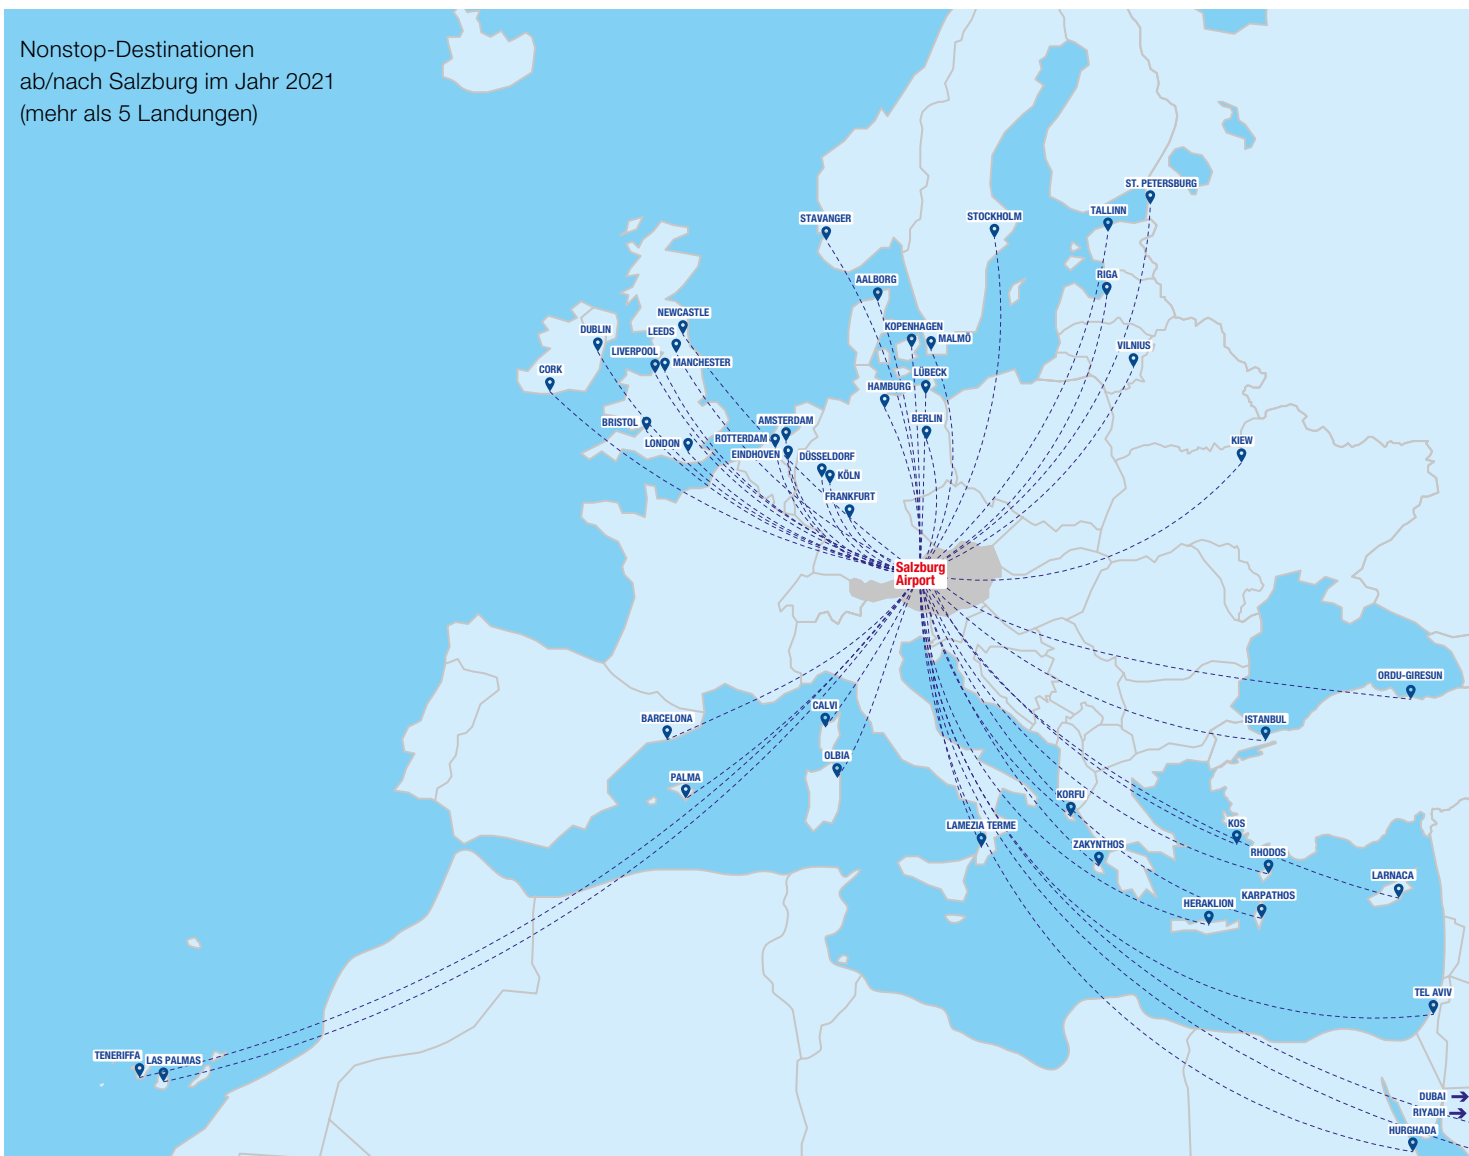 Nonstop-Destinationen
ab/nach Salzburg im Jahr 2021
(mehr als 5 Landungen)
ST. PETERSBURG
TALLINN
STAVANGER
STOCKHOLM
RIGA
AALBORG
NEWCASTLE
KOPENHAGEN
DUBLIN
LEEDS
MALMÖ
VILNIUS
LIVERPOOL
MANCHESTER
CORK
LÜBECK
HAMBURG
BRISTOL
AMSTERDAM
BERLIN
LONDON
ROTTERDAM
KIEW
EINDHOVEN
DÜSSELDORF
KÖLN
FRANKFURT
Salzburg
Airport
ORDU-GIRESUN
BARCELONA
CALVI
ISTANBUL
OLBIA
PALMA
KORFU
LAMEZIA TERME
KOS
ZAKYNTHOS
RHODOS
LARNACA
HERAKLION
KARPATHOS
TEL AVIV
TENERIFFA
LAS PALMAS
DUBAI
RIYADH
HURGHADA